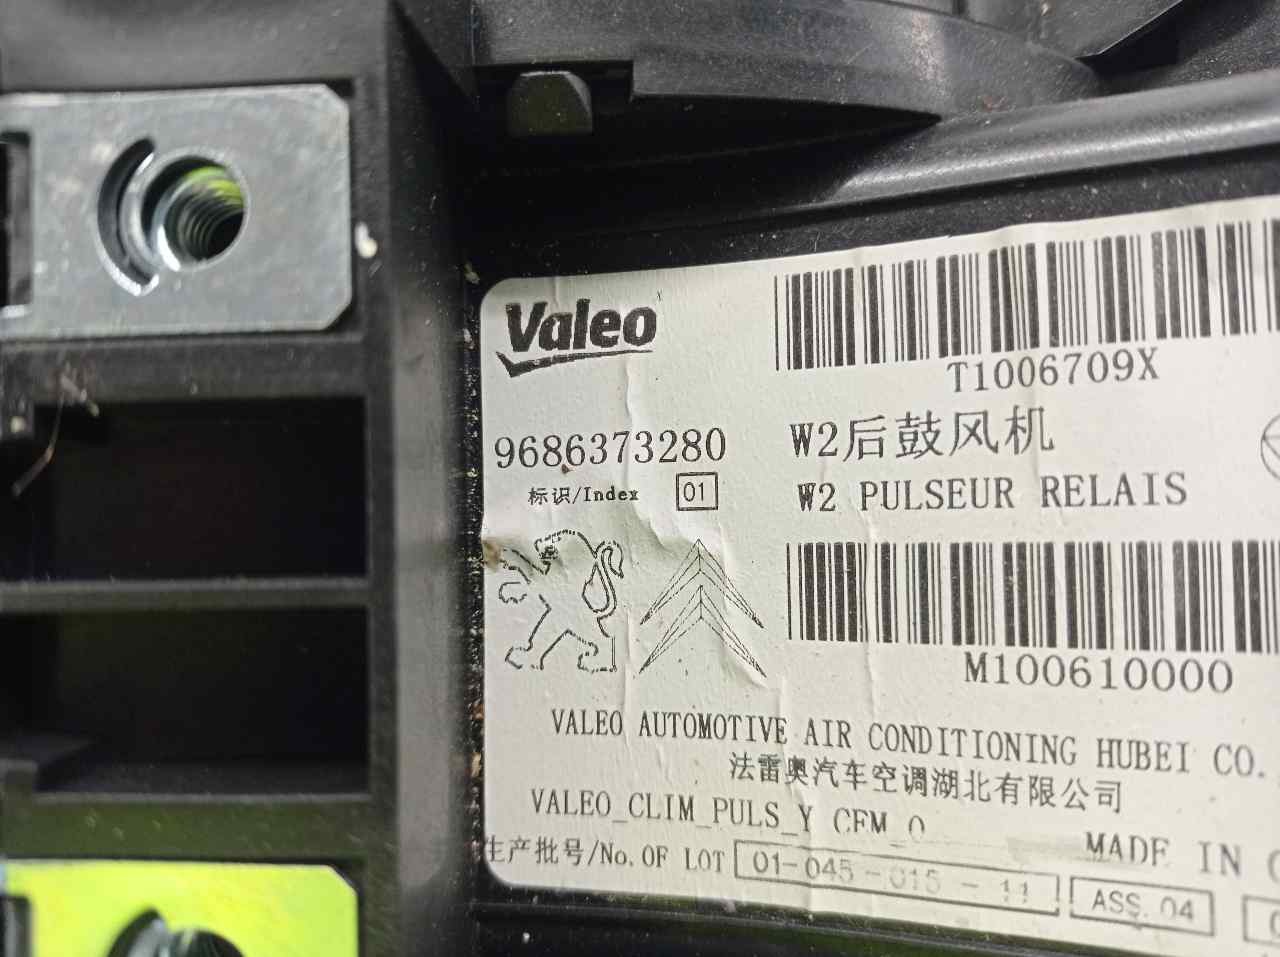 Valeo
T1006709X
9686373280
W2后鼓风机
标识/Index 01
W2 PULSEUR RELAIS
M100610000
VALEO AUTOMOTIVE AIR CONDITIONING HUBEI CO.
法雷奥汽车空调湖北有限公司
VALEO_CLIM_PULS_Y CFM_0
MADE IN
生产批号/No. OF LOT 01-045-015-11 ASS. 04